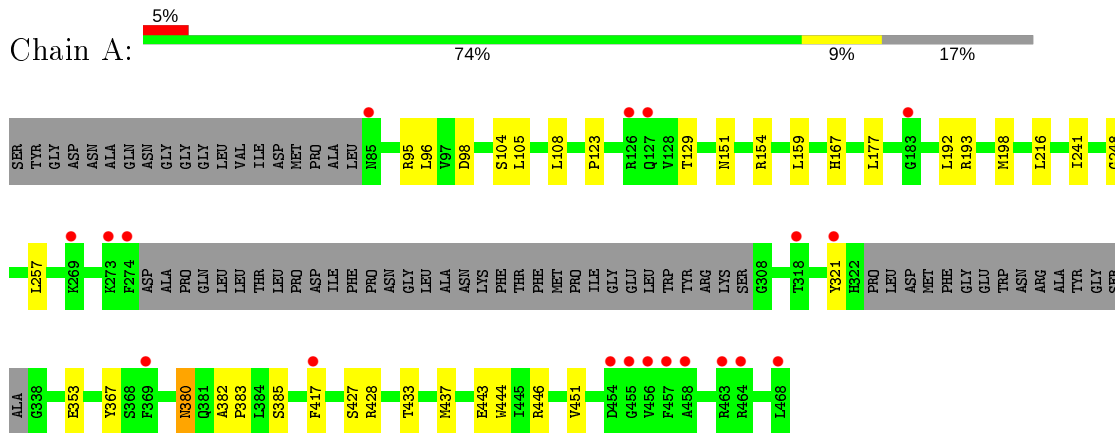 5%
Chain A:
74% 9% 17%
SER TYR GLY ASP ASN ALA GLN ASN GLY GLY GLY LEU VAL ILE ASP MET PRO ALA LEU N85 R95 L96 V97 D98 S104 L105 L108 P123 R126 Q127 V128 T129 N151 R154 L159 H167 L177 G183 L192 R193 M198 L216 I241
L257 K269 K273 F274 ASP ALA PRO GLN LEU LEU THR LEU PRO ASP ILE PHE PRO ASN GLY LEU ALA ASN LYS PHE THR PHE MET PRO ILE GLY GLU LEU TRP TYR ARG LYS SER G308 T318 Y321 H322 PRO LEU ASP MET PHE GLY GLU TRP ASN ARG ALA TYR GLY SER
ALA G338 E353 Y367 S368 F369 N380 Q381 A382 P383 L384 S385 F417 S427 R428 T433 M437 E443 W444 I445 R446 V451 D454 G455 V456 F457 A458 R463 R464 L468